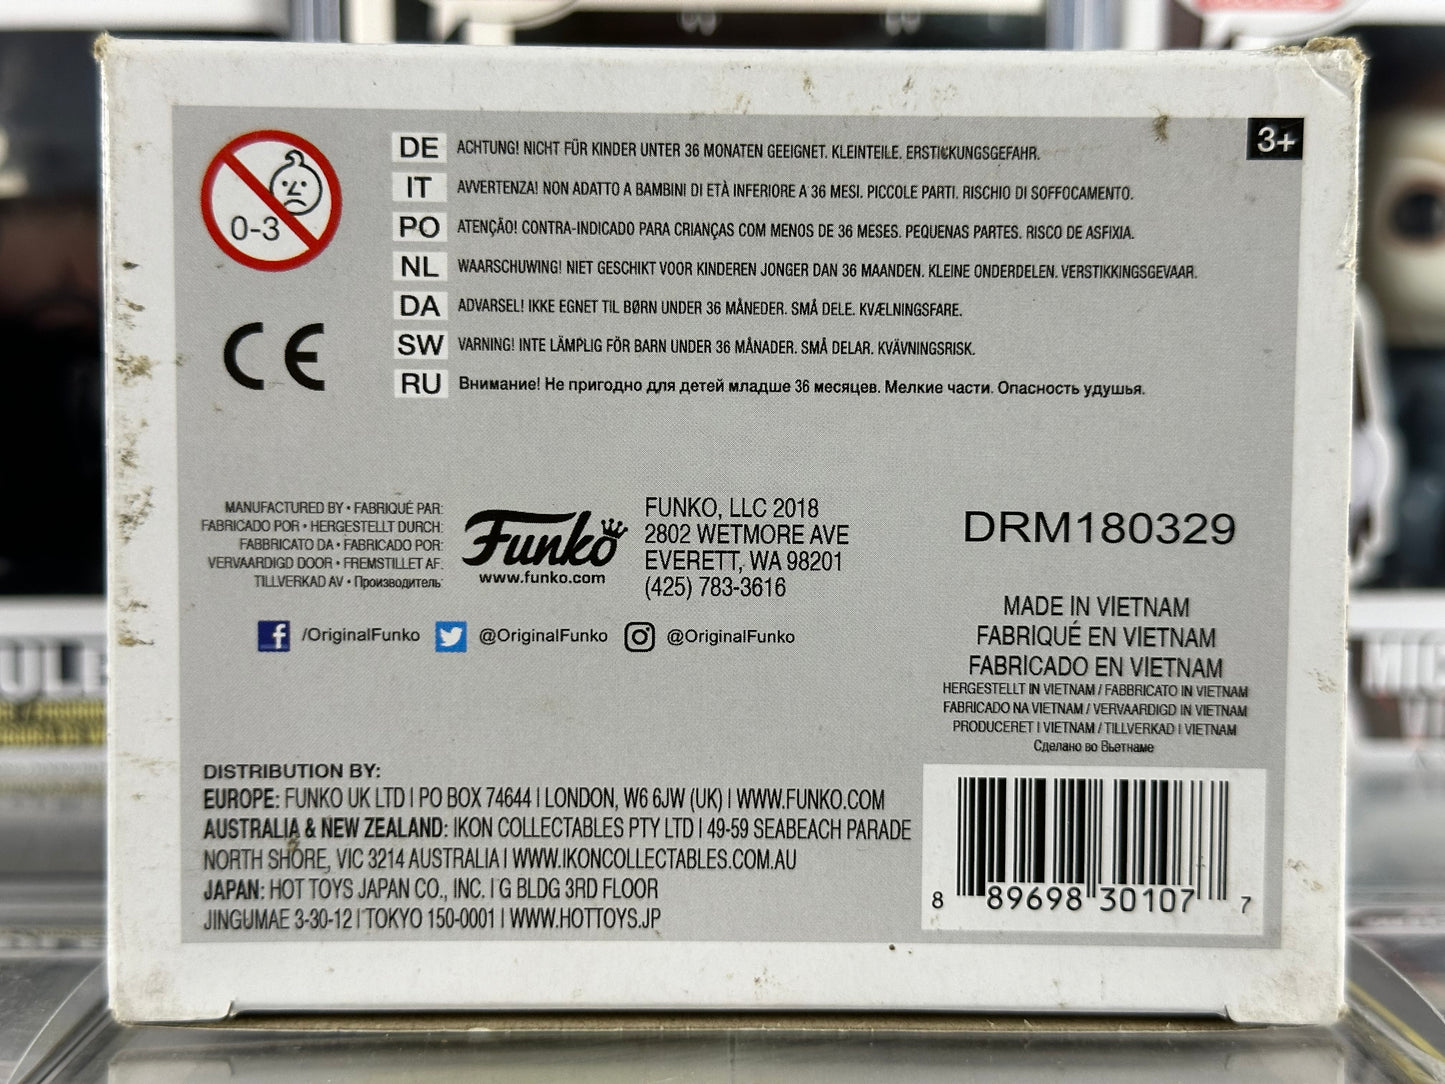 0-3
3+
DE ACHTUNG! NICHT FÜR KINDER UNTER 36 MONATEN GEEIGNET. KLEINTEILE. ERSTICKUNGSGEFAHR.
IT AVVERTENZA! NON ADATTO A BAMBINI DI ETÀ INFERIORE A 36 MESI. PICCOLE PARTI. RISCHIO DI SOFFOCAMENTO.
PO ATENÇÃO! CONTRA-INDICADO PARA CRIANÇAS COM MENOS DE 36 MESES. PEQUENAS PARTES. RISCO DE ASFIXIA.
NL WAARSCHUWING! NIET GESCHIKT VOOR KINDEREN JONGER DAN 36 MAANDEN. KLEINE ONDERDELEN. VERSTIKKINGSGEVAAR.
DA ADVARSEL! IKKE EGNET TIL BØRN UNDER 36 MÅNEDER. SMÅ DELE. KVÆLNINGSFARE.
SW VARNING! INTE LÄMPLIG FÖR BARN UNDER 36 MÅNADER. SMÅ DELAR. KVÄVNINGSRISK.
RU Внимание! Не пригодно для детей младше 36 месяцев. Мелкие части. Опасность удушья.
CE
MANUFACTURED BY • FABRIQUÉ PAR:
FABRICADO POR • HERGESTELLT DURCH:
FABBRICATO DA • FABRICADO POR:
VERVAARDIGD DOOR • FREMSTILLET AF:
TILLVERKAD AV • Производитель:
Funko
www.funko.com
FUNKO, LLC 2018
2802 WETMORE AVE
EVERETT, WA 98201
(425) 783-3616
/OriginalFunko @OriginalFunko @OriginalFunko
DRM180329
MADE IN VIETNAM
FABRIQUÉ EN VIETNAM
FABRICADO EN VIETNAM
HERGESTELLT IN VIETNAM / FABBRICATO IN VIETNAM
FABRICADO NA VIETNAM / VERVAARDIGD IN VIETNAM
PRODUCERET I VIETNAM / TILLVERKAD I VIETNAM
Сделано во Вьетнаме
DISTRIBUTION BY:
EUROPE: FUNKO UK LTD | PO BOX 74644 | LONDON, W6 6JW (UK) | WWW.FUNKO.COM
AUSTRALIA & NEW ZEALAND: IKON COLLECTABLES PTY LTD | 49-59 SEABEACH PARADE
NORTH SHORE, VIC 3214 AUSTRALIA | WWW.IKONCOLLECTABLES.COM.AU
JAPAN: HOT TOYS JAPAN CO., INC. | G BLDG 3RD FLOOR
JINGUMAE 3-30-12 | TOKYO 150-0001 | WWW.HOTTOYS.JP
8 89698 30107 7